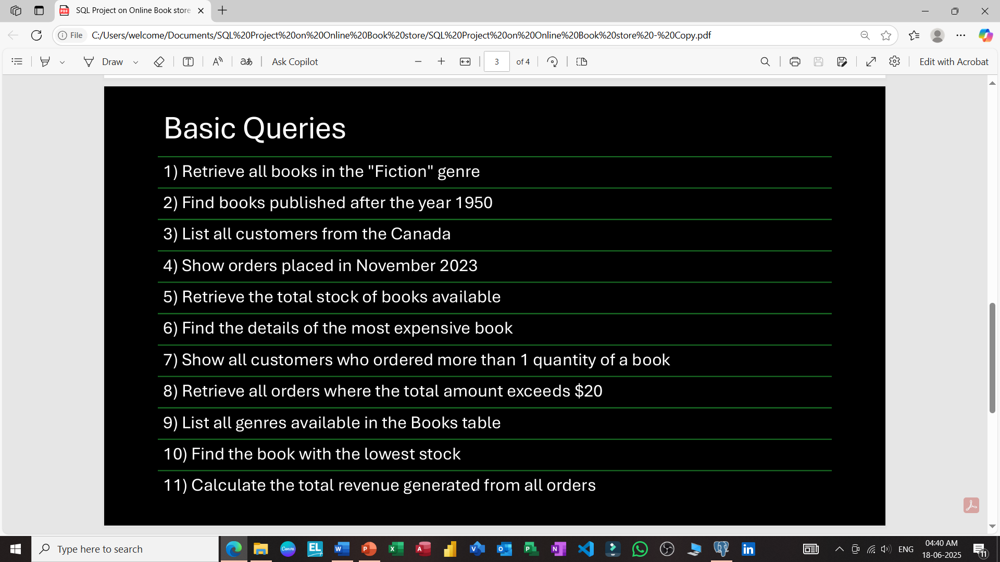 SQL Project on Online Book store
File
C:/Users/welcome/Documents/SQL%20Project%20on%20Online%20Book%20store/SQL%20Project%20on%20Online%20Book%20store%20-%20Copy.pdf
Draw
aあ
Ask Copilot
3
of 4
Edit with Acrobat
Basic Queries
1) Retrieve all books in the "Fiction" genre
2) Find books published after the year 1950
3) List all customers from the Canada
4) Show orders placed in November 2023
5) Retrieve the total stock of books available
6) Find the details of the most expensive book
7) Show all customers who ordered more than 1 quantity of a book
8) Retrieve all orders where the total amount exceeds $20
9) List all genres available in the Books table
10) Find the book with the lowest stock
11) Calculate the total revenue generated from all orders
Type here to search
Canva
EL
ENG
04:40 AM
18-06-2025
11